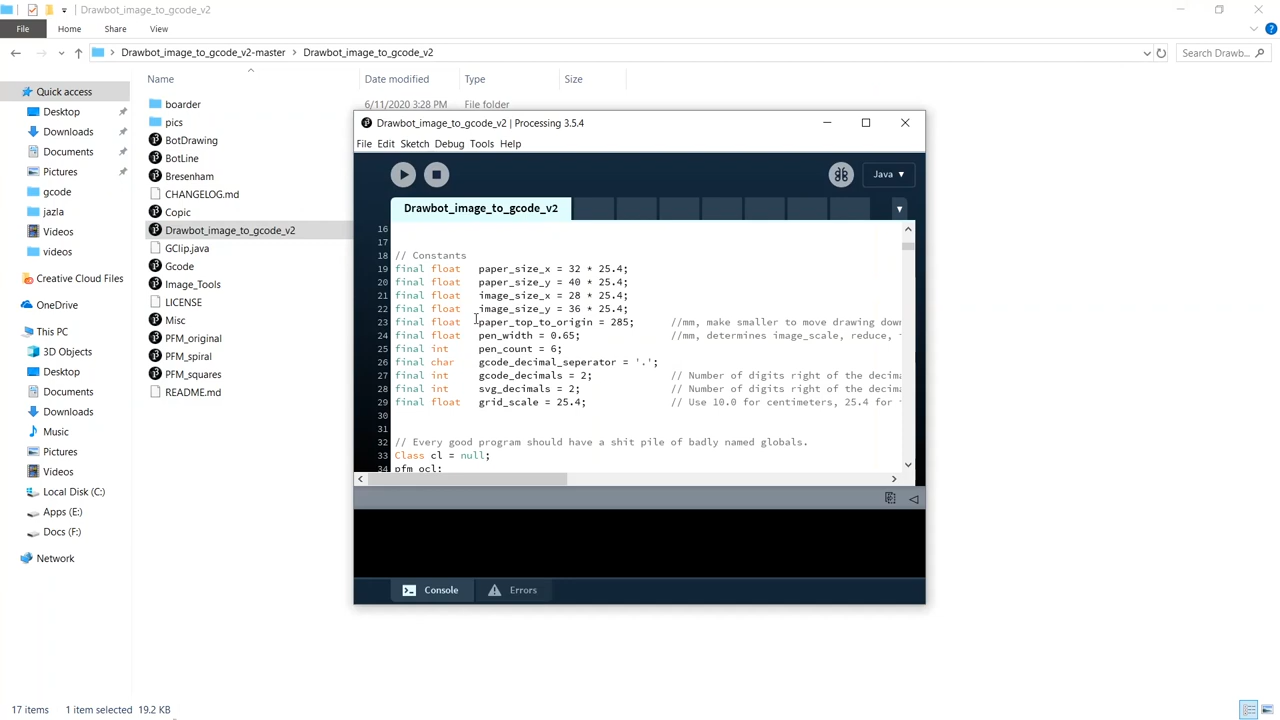 Drawbot_image_to_gcode_v2
File
Home
Share
View
Drawbot_image_to_gcode_v2-master > Drawbot_image_to_gcode_v2
Search Drawb...
Name
Date modified
Type
Size
Quick access
Desktop
Downloads
Documents
Pictures
gcode
jazla
Videos
videos
Creative Cloud Files
OneDrive
This PC
3D Objects
Desktop
Documents
Downloads
Music
Pictures
Videos
Local Disk (C:)
Apps (E:)
Docs (F:)
Network
boarder
6/11/2020 3:28 PM
File folder
pics
BotDrawing
BotLine
Bresenham
CHANGELOG.md
Copic
Drawbot_image_to_gcode_v2
GClip.java
Gcode
Image_Tools
LICENSE
Misc
PFM_original
PFM_spiral
PFM_squares
README.md
Drawbot_image_to_gcode_v2 | Processing 3.5.4
File Edit Sketch Debug Tools Help
Java ▼
Drawbot_image_to_gcode_v2
16
17
18 // Constants
19 final float paper_size_x = 32 * 25.4;
20 final float paper_size_y = 40 * 25.4;
21 final float image_size_x = 28 * 25.4;
22 final float image_size_y = 36 * 25.4;
23 final float paper_top_to_origin = 285; //mm, make smaller to move drawing down
24 final float pen_width = 0.65; //mm, determines image_scale, reduce,
25 final int pen_count = 6;
26 final char gcode_decimal_seperator = '.';
27 final int gcode_decimals = 2; // Number of digits right of the decima
28 final int svg_decimals = 2; // Number of digits right of the decima
29 final float grid_scale = 25.4; // Use 10.0 for centimeters, 25.4 for
30
31
32 // Every good program should have a shit pile of badly named globals.
33 Class cl = null;
34 pfm ocl;
Console
Errors
17 items
1 item selected 19.2 KB